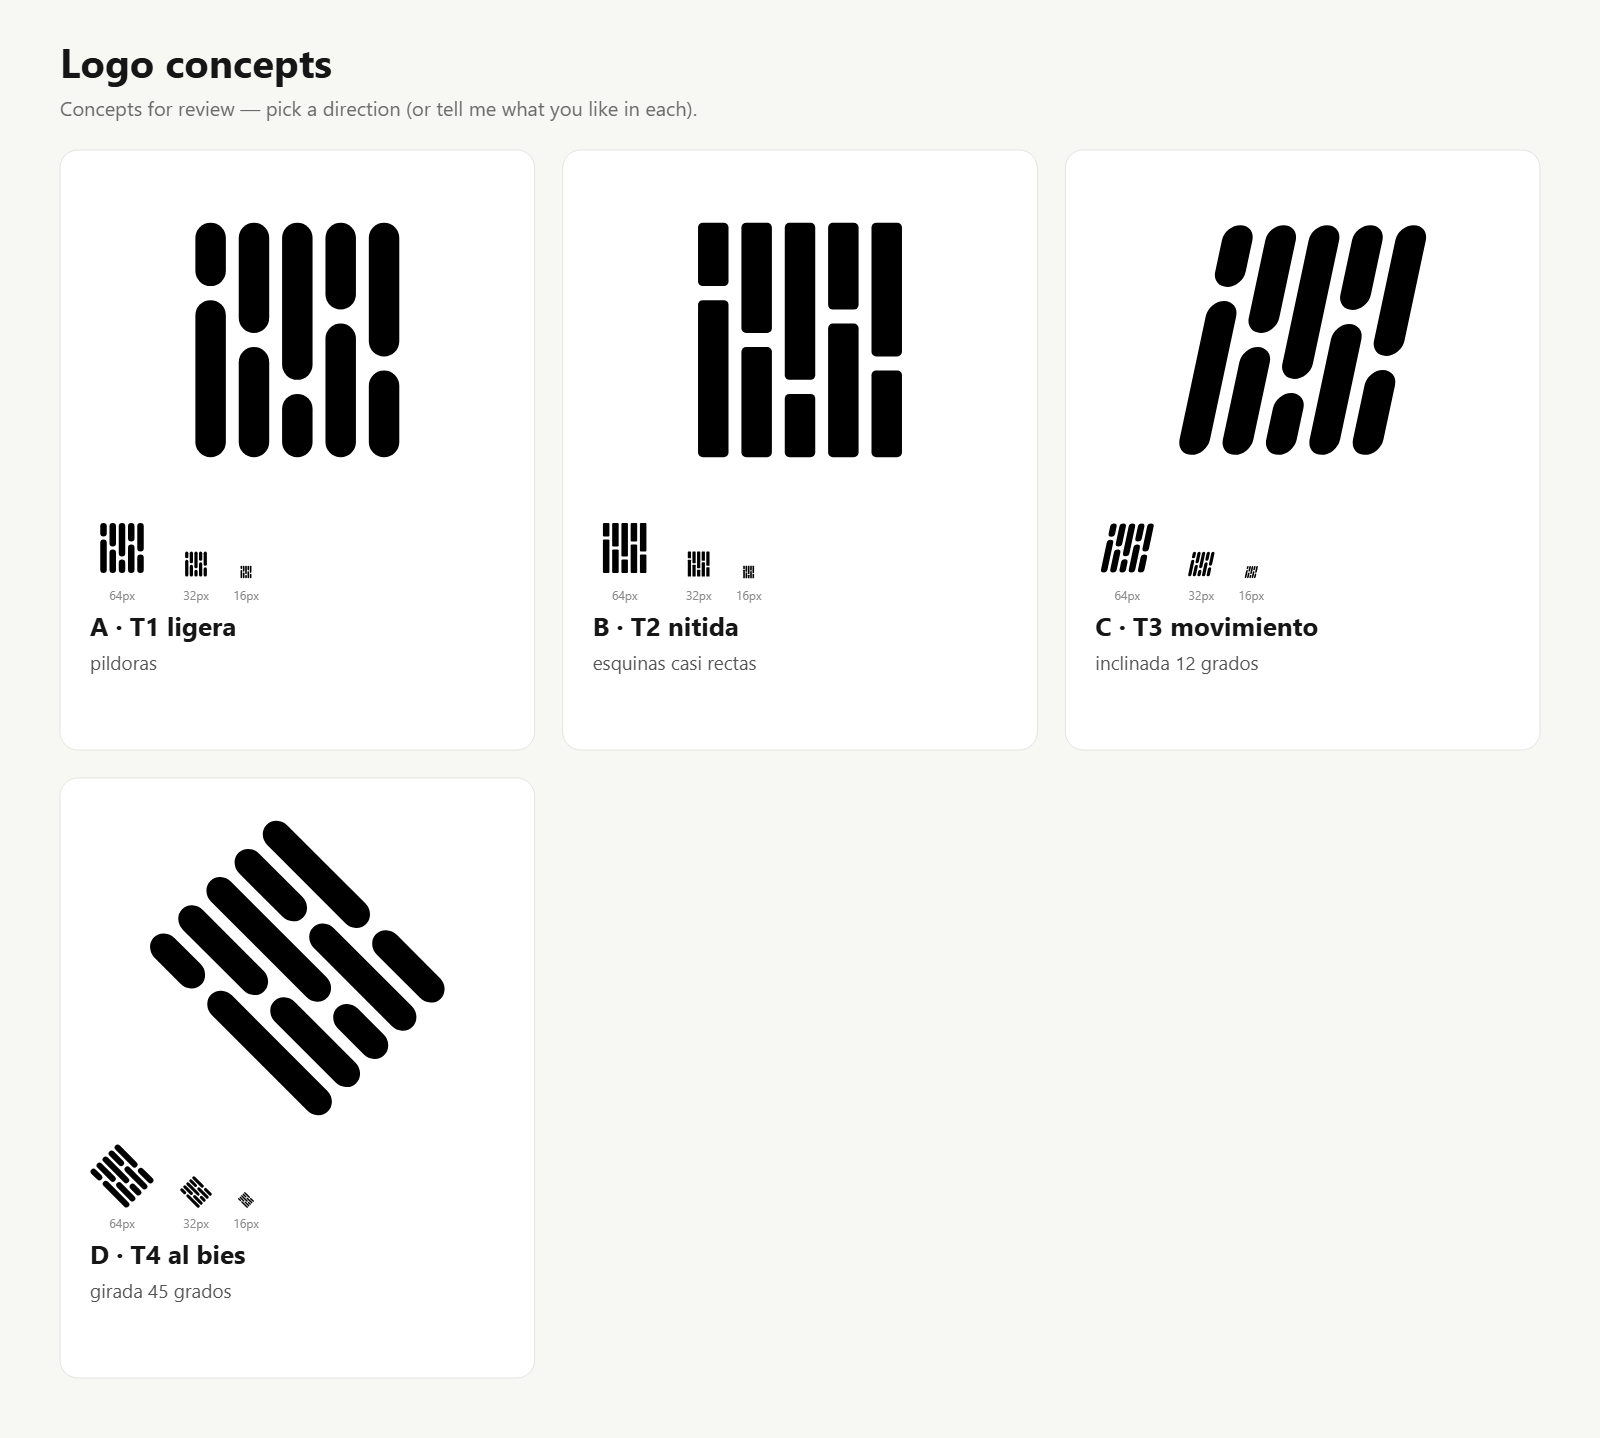 Logo concepts
Concepts for review — pick a direction (or tell me what you like in each).
64px 32px 16px
A · T1 ligera
pildoras
64px 32px 16px
B · T2 nitida
esquinas casi rectas
64px 32px 16px
C · T3 movimiento
inclinada 12 grados
64px 32px 16px
D · T4 al bies
girada 45 grados